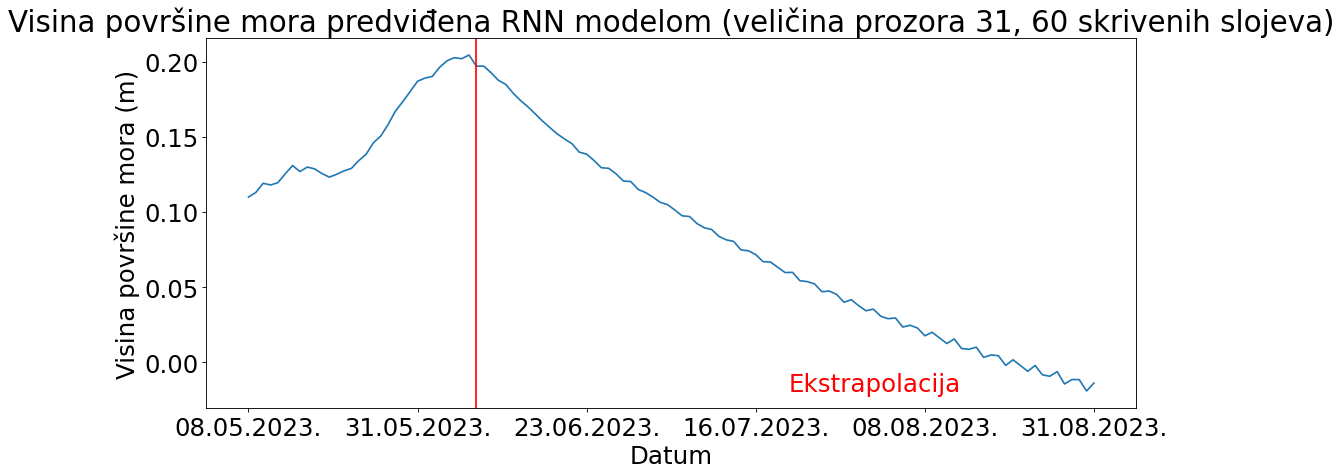 Visina površine mora predviđena RNN modelom (veličina prozora 31, 60 skrivenih slojeva)
Visina površine mora (m)
0.20
0.15
0.10
0.05
0.00
Ekstrapolacija
08.05.2023.
31.05.2023.
23.06.2023.
16.07.2023.
08.08.2023.
31.08.2023.
Datum